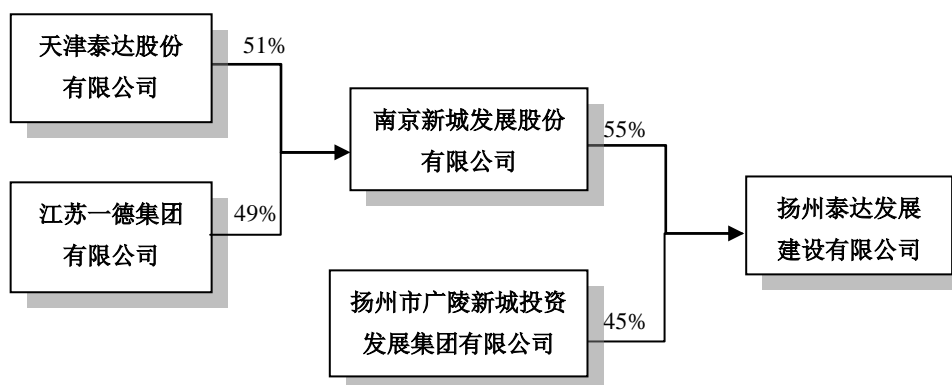 天津泰达股份
有限公司
51%
江苏一德集团
有限公司
49%
南京新城发展股份
有限公司
55%
扬州市广陵新城投资
发展集团有限公司
45%
扬州泰达发展
建设有限公司